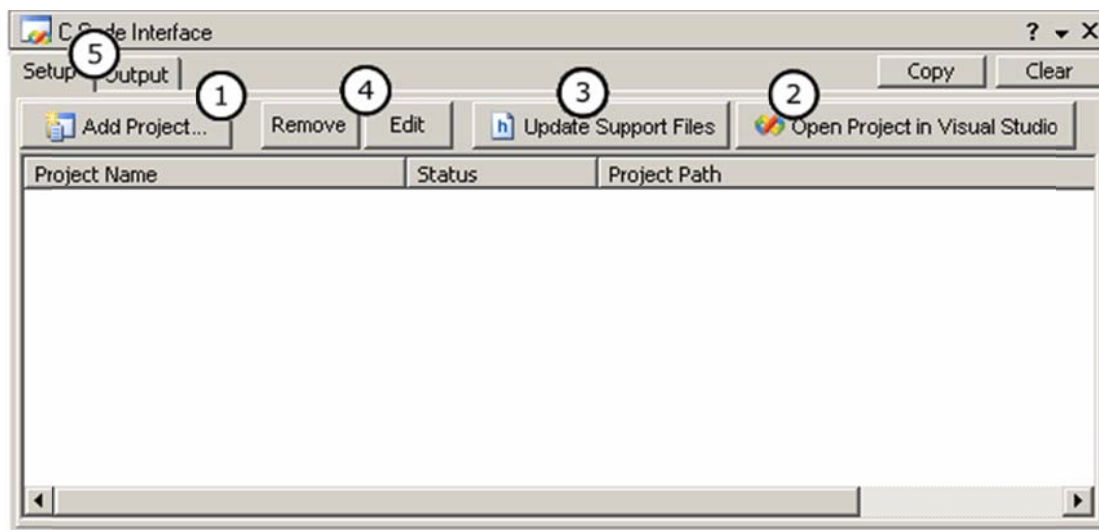 C Code Interface ? X
Setup 5 Output Copy Clear
1 4 3 2
Add Project... Remove Edit h Update Support Files Open Project in Visual Studio
Project Name Status Project Path